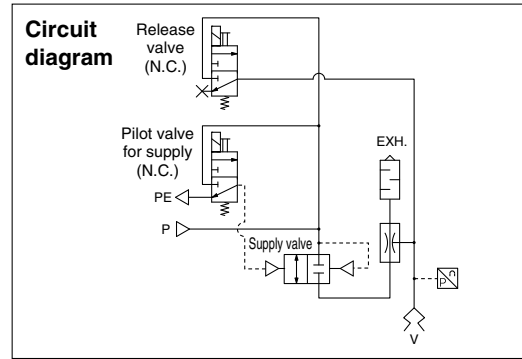 Circuit
diagram
Release
valve
(N.C.)
Pilot valve
for supply
(N.C.)
EXH.
PE
P
Supply valve
P
V